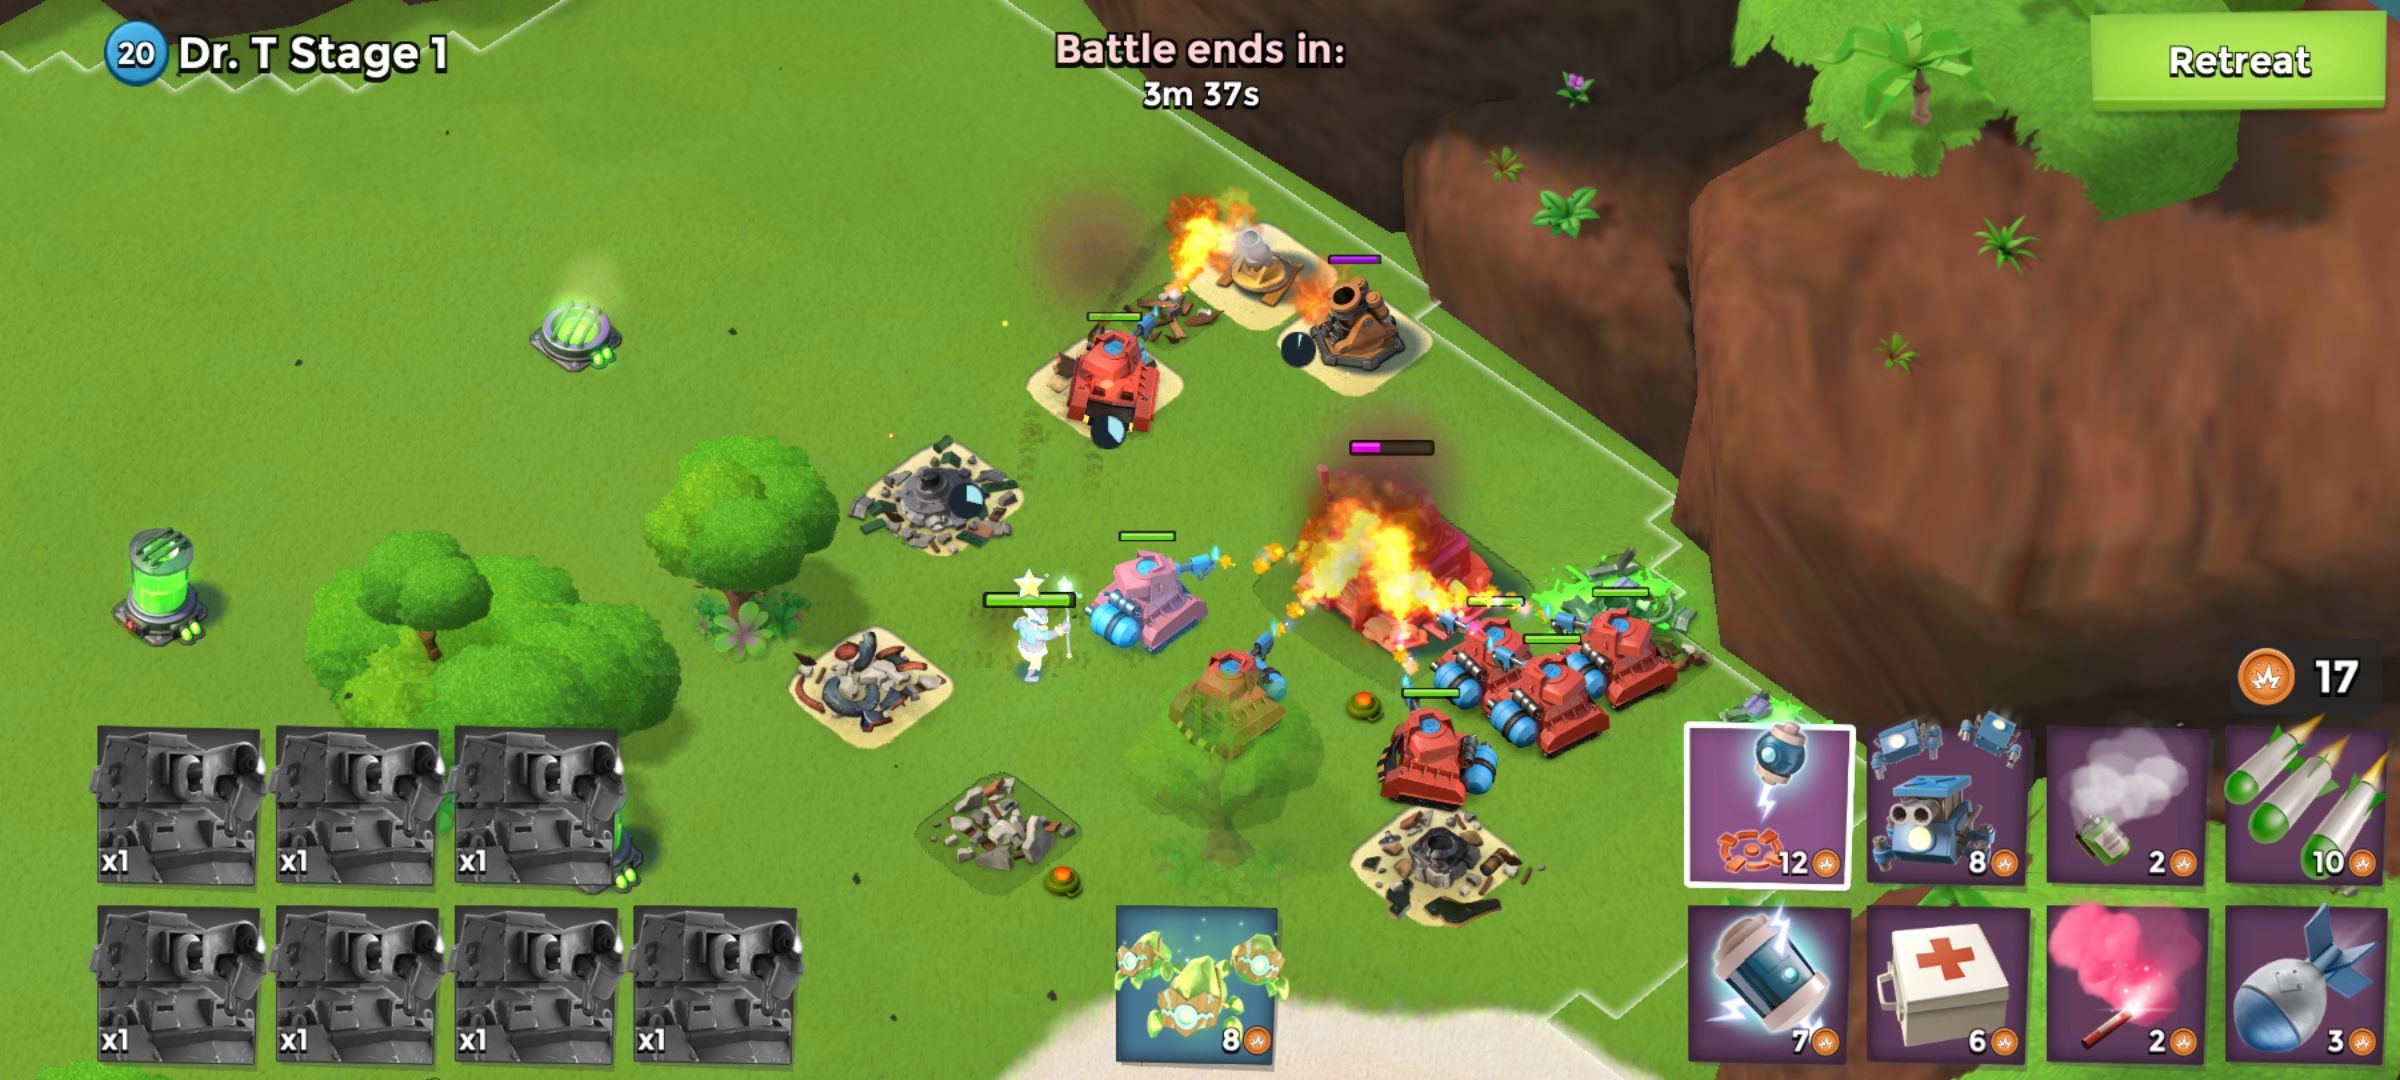 20 Dr. T Stage 1
Battle ends in:
3m 37s
Retreat
17
x1 x1 x1
12 8 2 10
x1 x1 x1 x1
8
7 6 2 3